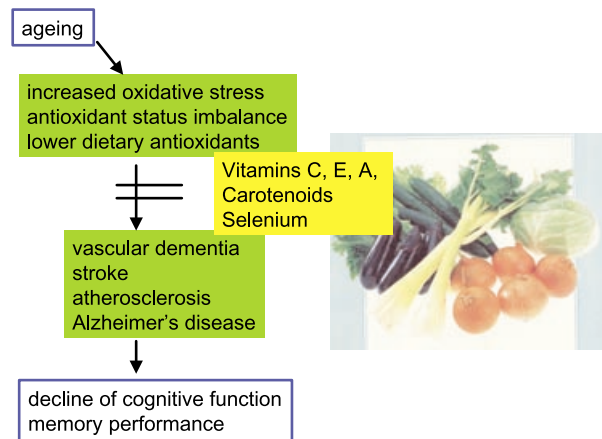 ageing
increased oxidative stress
antioxidant status imbalance
lower dietary antioxidants
Vitamins C, E, A,
Carotenoids
Selenium
vascular dementia
stroke
atherosclerosis
Alzheimer's disease
decline of cognitive function
memory performance